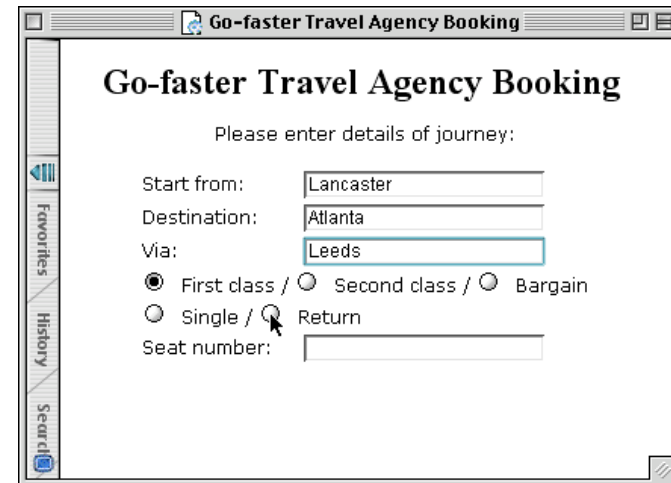 Go-faster Travel Agency Booking
Go-faster Travel Agency Booking
Please enter details of journey:
Start from: Lancaster
Destination: Atlanta
Via: Leeds
First class / Second class / Bargain
Single / Return
Seat number:
Favorites
History
Search